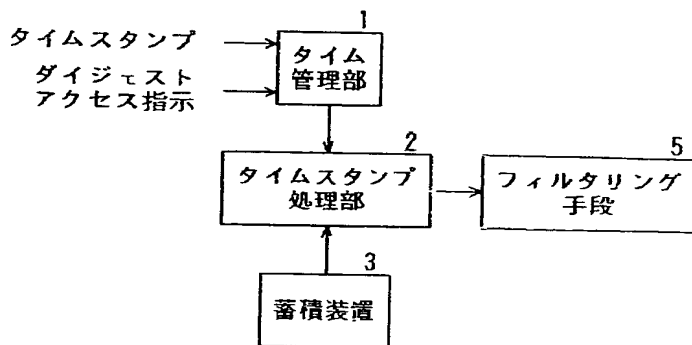 1
タイムスタンプ
タイム
管理部
ダイジェスト
アクセス指示
2
タイムスタンプ
処理部
5
フィルタリング
手段
3
蓄積装置